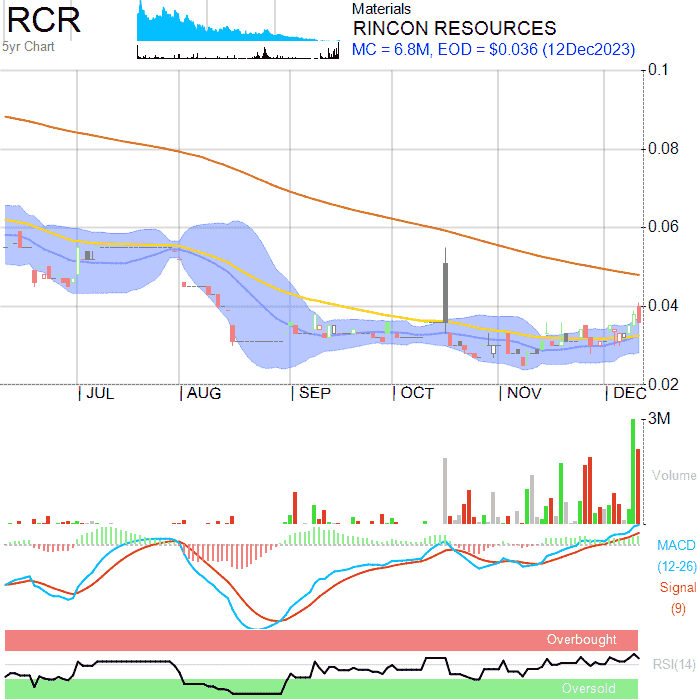 RCR
5yr Chart
Materials
RINCON RESOURCES
MC = 6.8M, EOD = $0.036 (12Dec2023)
0.1
0.08
0.06
0.04
0.02
JUL AUG SEP OCT NOV DEC
3M
Volume
MACD
(12-26)
Signal
(9)
Overbought
RSI(14)
Oversold